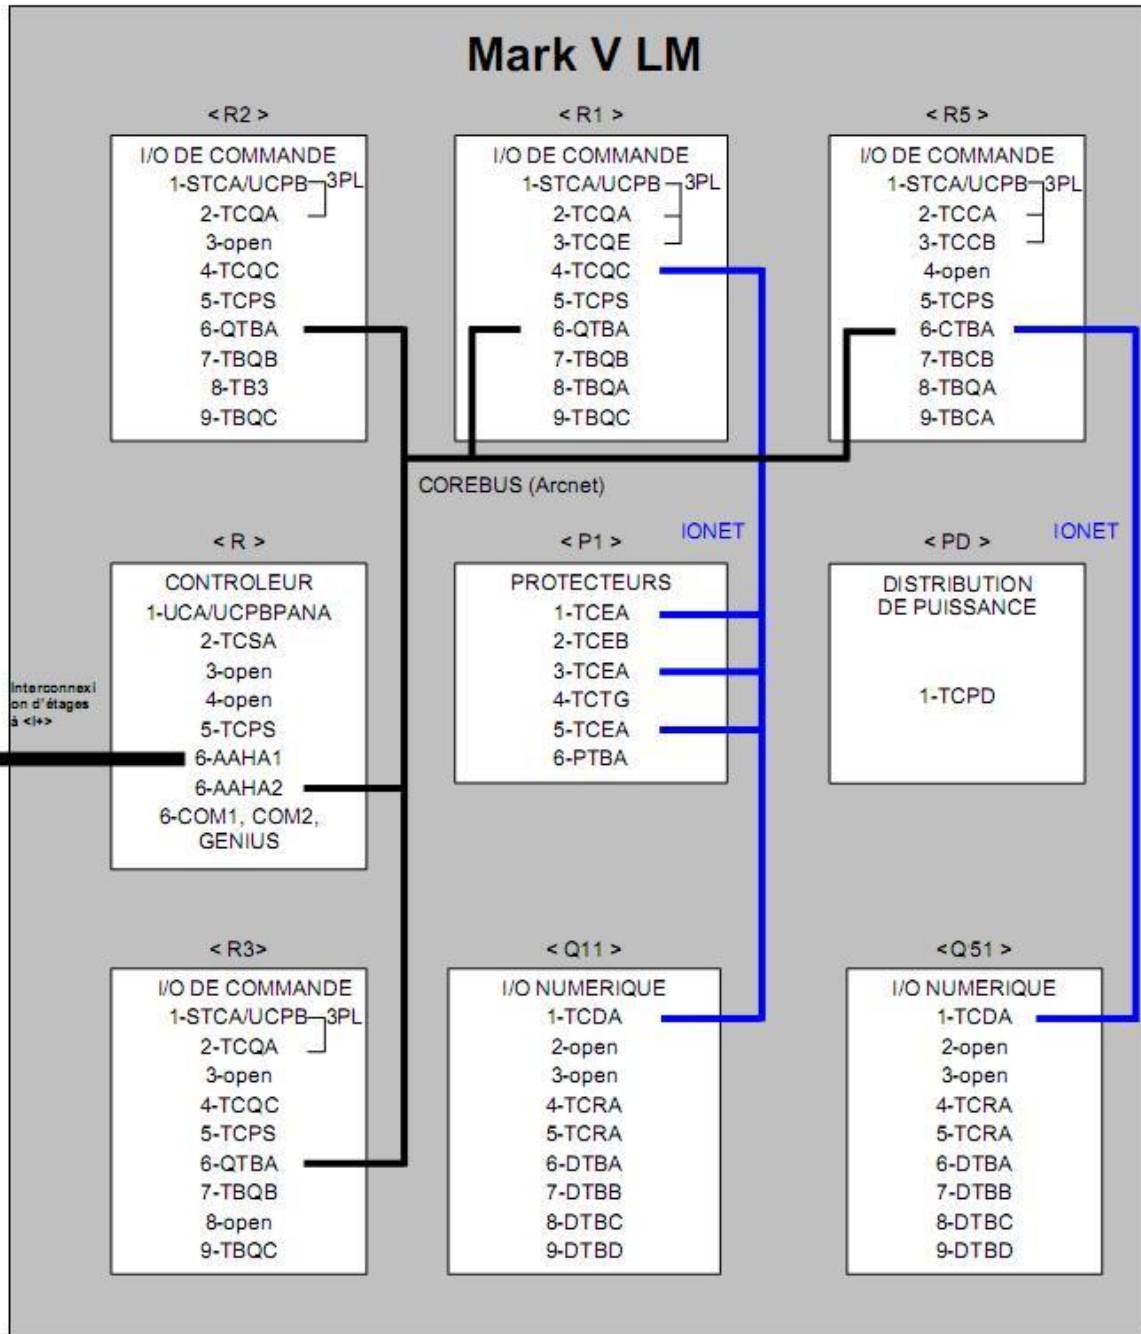 Mark V LM
< R2 >
I/O DE COMMANDE
1-STCA/UCPB 3PL
2-TCQA
3-open
4-TCQC
5-TCPS
6-QTBA
7-TBQB
8-TB3
9-TBQC
< R1 >
I/O DE COMMANDE
1-STCA/UCPB 3PL
2-TCQA
3-TCQE
4-TCQC
5-TCPS
6-QTBA
7-TBQB
8-TBQA
9-TBQC
< R5 >
I/O DE COMMANDE
1-STCA/UCPB 3PL
2-TCCA
3-TCCB
4-open
5-TCPS
6-CTBA
7-TBCB
8-TBQA
9-TBCA
COREBUS (Arcnet)
IONET
IONET
< R >
CONTROLEUR
1-UCA/UCPBPANA
2-TCSA
3-open
4-open
5-TCPS
6-AAHA1
6-AAHA2
6-COM1, COM2,
GENIUS
Interconnexi
on d'étages
à <I+>
< P1 >
PROTECTEURS
1-TCEA
2-TCEB
3-TCEA
4-TCTG
5-TCEA
6-PTBA
< PD >
DISTRIBUTION
DE PUISSANCE
1-TCPD
< R3>
I/O DE COMMANDE
1-STCA/UCPB 3PL
2-TCQA
3-open
4-TCQC
5-TCPS
6-QTBA
7-TBQB
8-open
9-TBQC
< Q11 >
I/O NUMERIQUE
1-TCDA
2-open
3-open
4-TCRA
5-TCRA
6-DTBA
7-DTBB
8-DTBC
9-DTBD
<Q51 >
I/O NUMERIQUE
1-TCDA
2-open
3-open
4-TCRA
5-TCRA
6-DTBA
7-DTBB
8-DTBC
9-DTBD